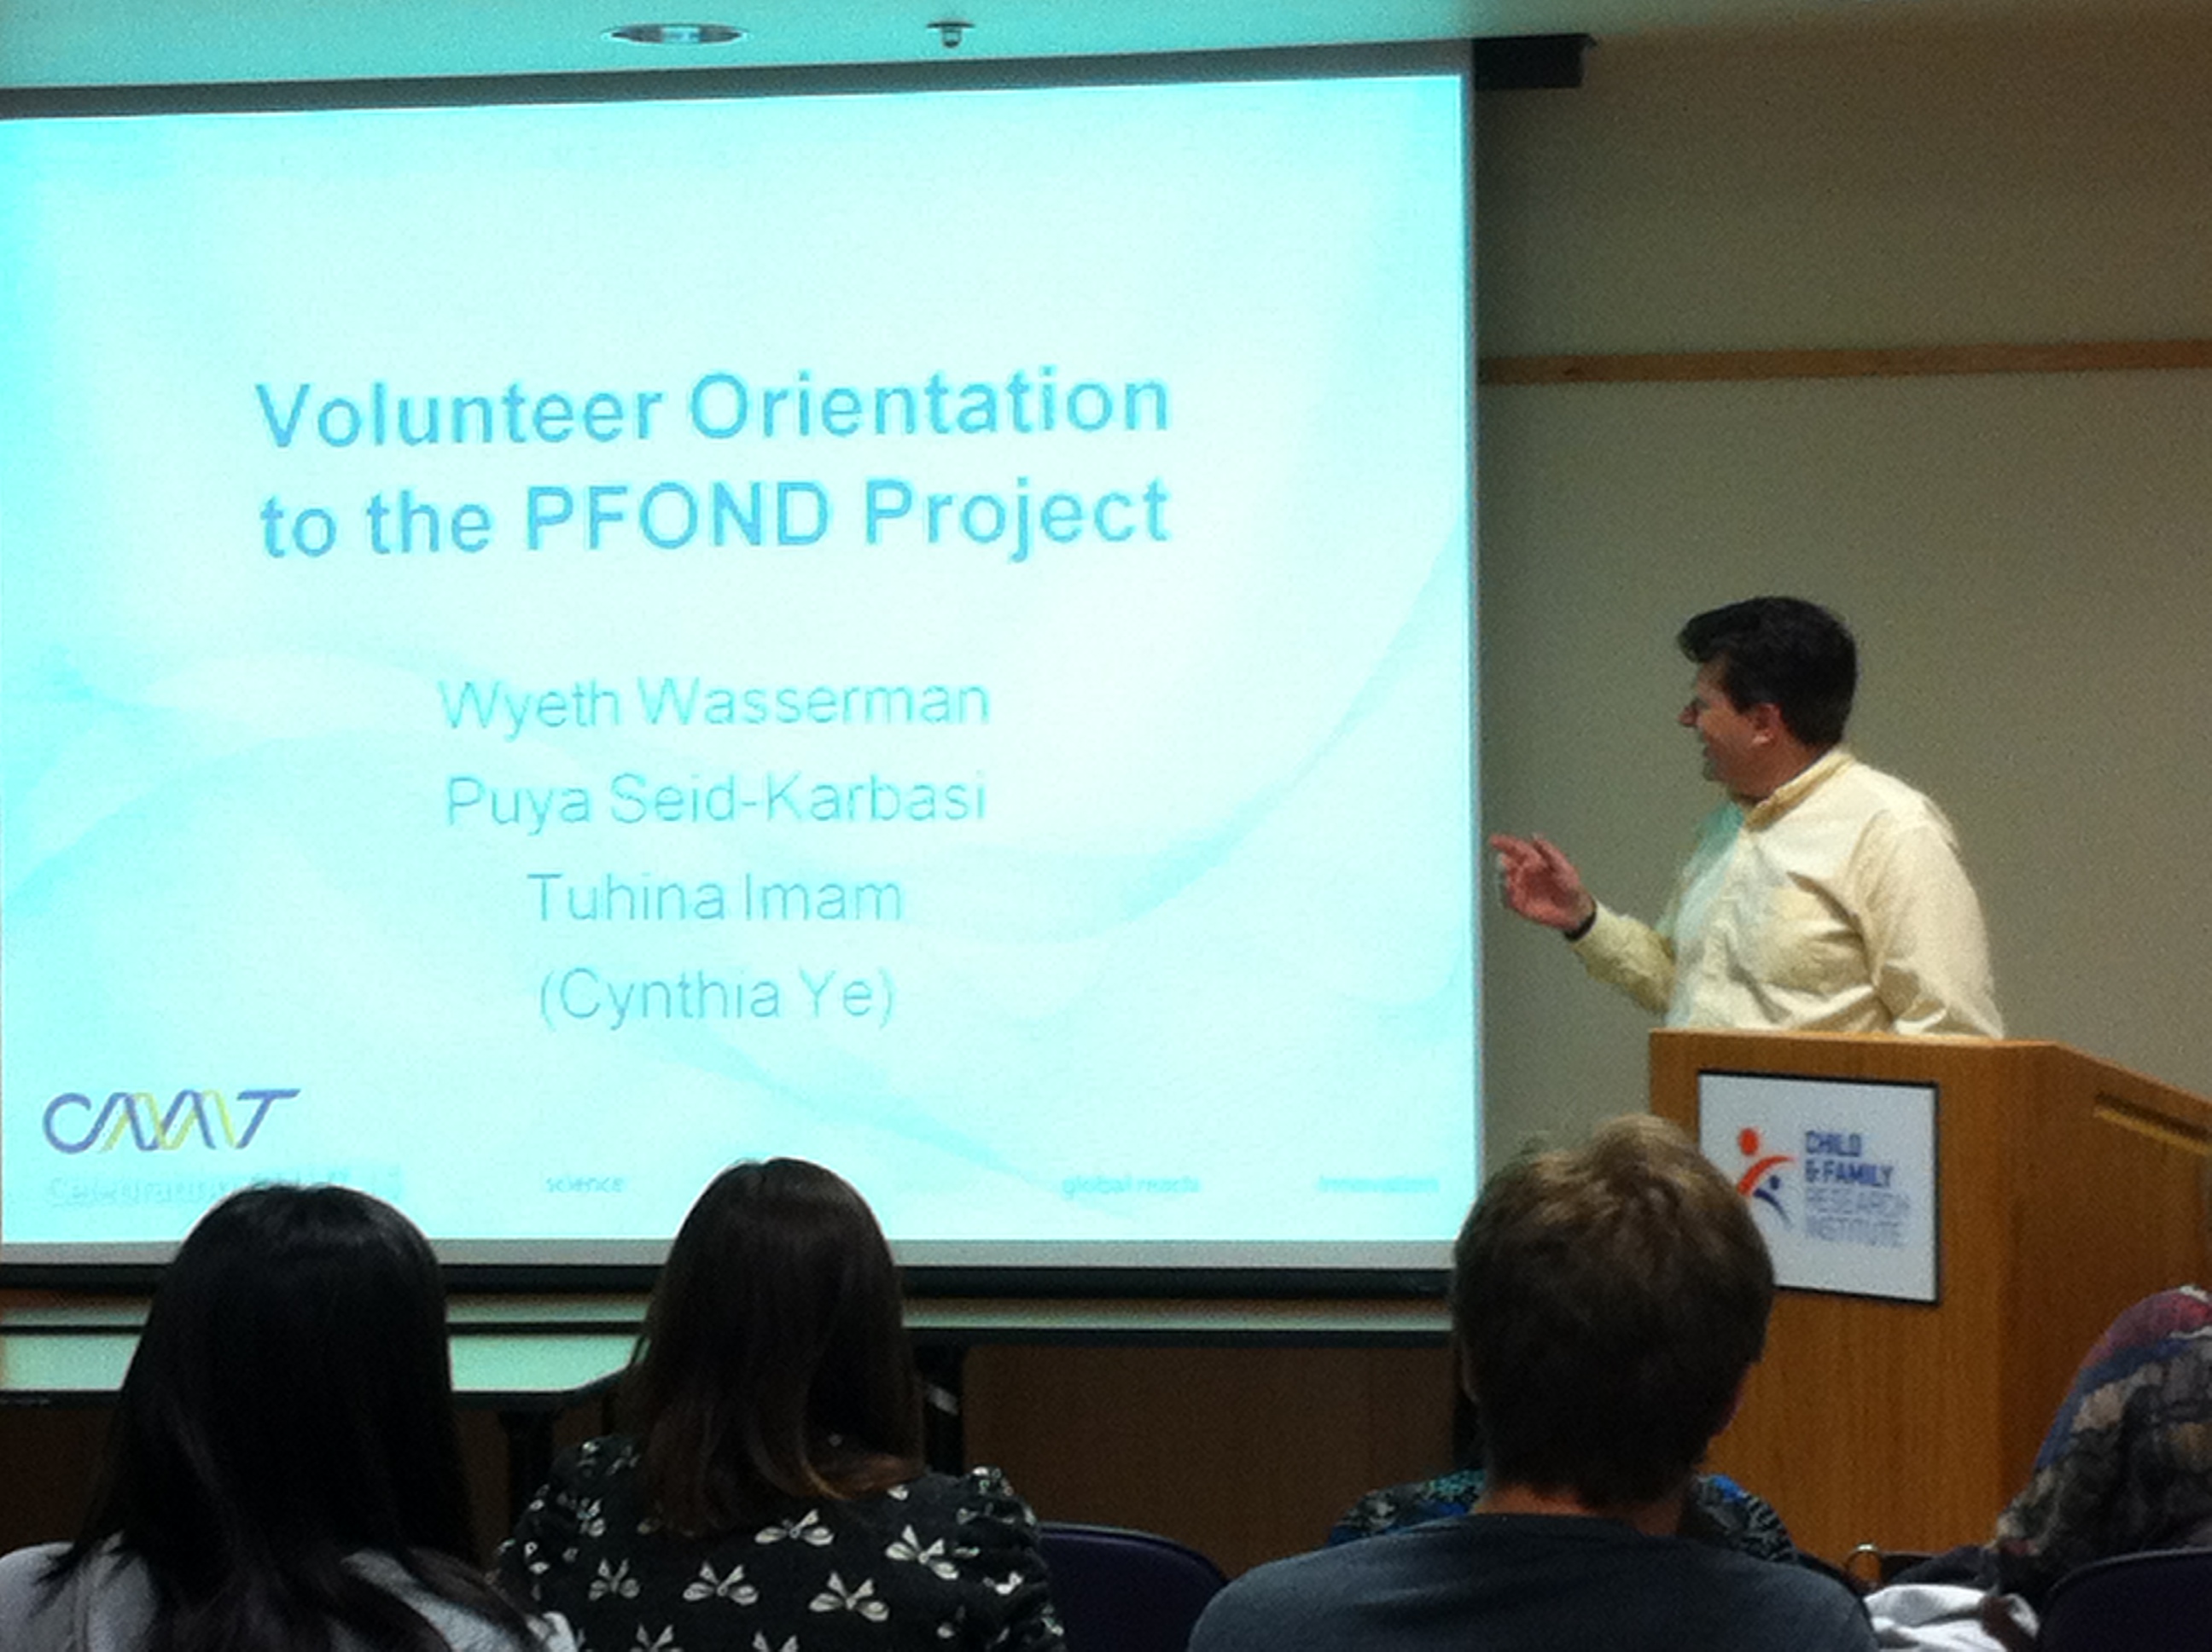 Volunteer Orientation
to the PFOND Project
Wyeth Wasserman
Puya Seid-Karbasi
Tuhina Imam
(Cynthia Ye)
CMMT
science
global reach
innovation
CHILD
& FAMILY
RESEARCH
INSTITUTE